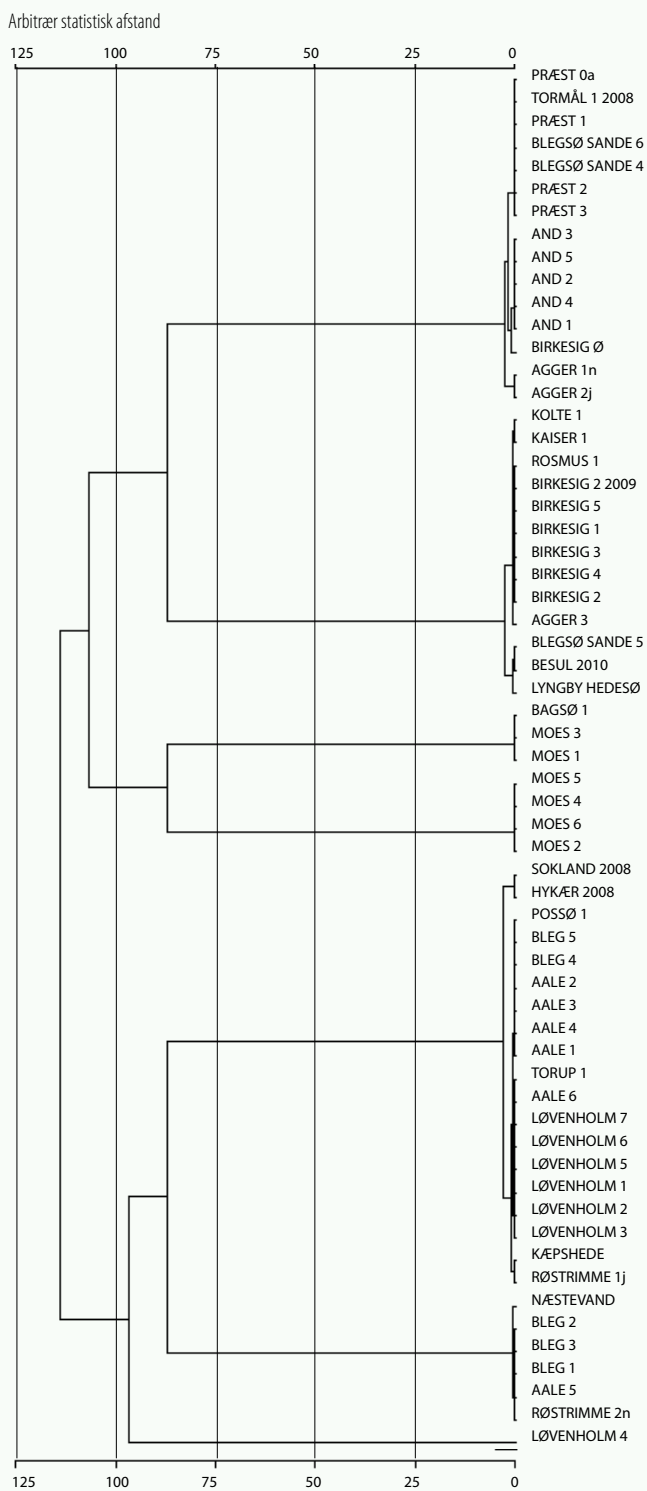 Arbitrær statistisk afstand
125 100 75 50 25 0
PRÆST 0a
TORMÅL 1 2008
PRÆST 1
BLEGSØ SANDE 6
BLEGSØ SANDE 4
PRÆST 2
PRÆST 3
AND 3
AND 5
AND 2
AND 4
AND 1
BIRKESIG Ø
AGGER 1n
AGGER 2j
KOLTE 1
KAISER 1
ROSMUS 1
BIRKESIG 2 2009
BIRKESIG 5
BIRKESIG 1
BIRKESIG 3
BIRKESIG 4
BIRKESIG 2
AGGER 3
BLEGSØ SANDE 5
BESUL 2010
LYNGBY HEDESØ
BAGSØ 1
MOES 3
MOES 1
MOES 5
MOES 4
MOES 6
MOES 2
SOKLAND 2008
HYKÆR 2008
POSSØ 1
BLEG 5
BLEG 4
AALE 2
AALE 3
AALE 4
AALE 1
TORUP 1
AALE 6
LØVENHOLM 7
LØVENHOLM 6
LØVENHOLM 5
LØVENHOLM 1
LØVENHOLM 2
LØVENHOLM 3
KÆPSHEDE
RØSTRIMME 1j
NÆSTEVAND
BLEG 2
BLEG 3
BLEG 1
AALE 5
RØSTRIMME 2n
LØVENHOLM 4
125 100 75 50 25 0